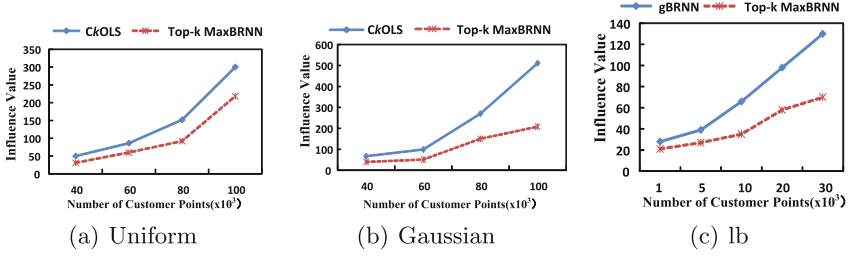 CkOLS Top-k MaxBRNN
350
300
250
200
150
100
50
0
Influence Value
40 60 80 100
Number of Customer Points(x10³)
(a) Uniform
CkOLS Top-k MaxBRNN
600
500
400
300
200
100
0
Influence Value
40 60 80 100
Number of Customer Points(x10³)
(b) Gaussian
gBRNN Top-k MaxBRNN
140
120
100
80
60
40
20
0
Influence Value
1 5 10 20 30
Number of Customer Points(x10³)
(c) lb